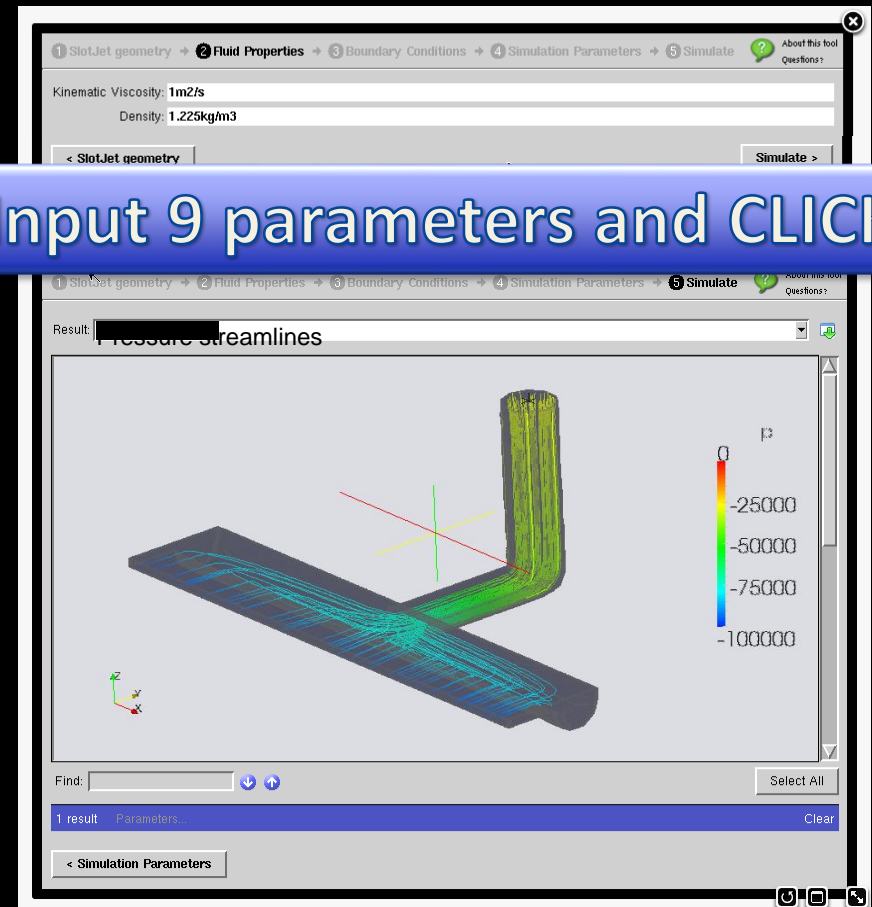 1 SlotJet geometry → 2 Fluid Properties → 3 Boundary Conditions → 4 Simulation Parameters → 5 Simulate ? About this tool
Questions?
Kinematic Viscosity: 1m2/s
Density: 1.225kg/m3
< SlotJet geometry Simulate >
Input 9 parameters and CLICK
1 SlotJet geometry → 2 Fluid Properties → 3 Boundary Conditions → 4 Simulation Parameters → 5 Simulate ? About this tool
Questions?
Result: Pressure streamlines
p
0
-25000
-50000
-75000
-100000
Z
Y
X
Find: Select All
1 result Parameters... Clear
< Simulation Parameters